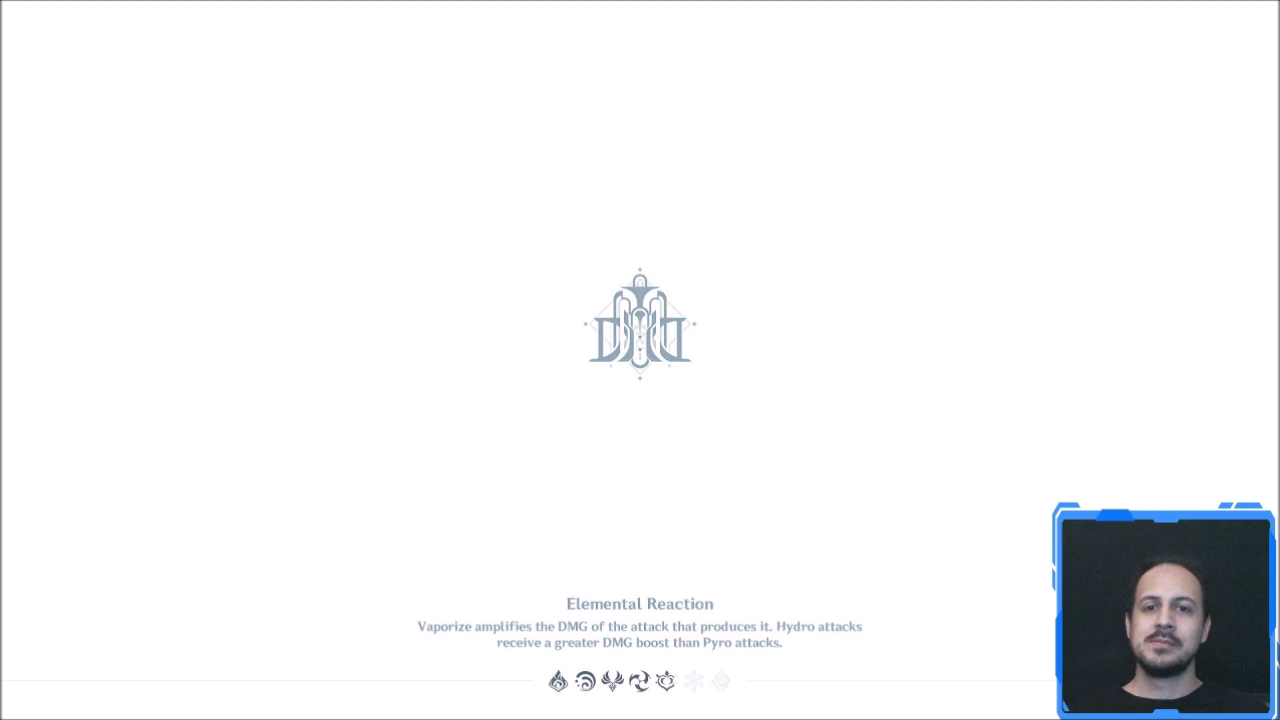 Elemental Reaction
Vaporize amplifies the DMG of the attack that produces it. Hydro attacks
receive a greater DMG boost than Pyro attacks.